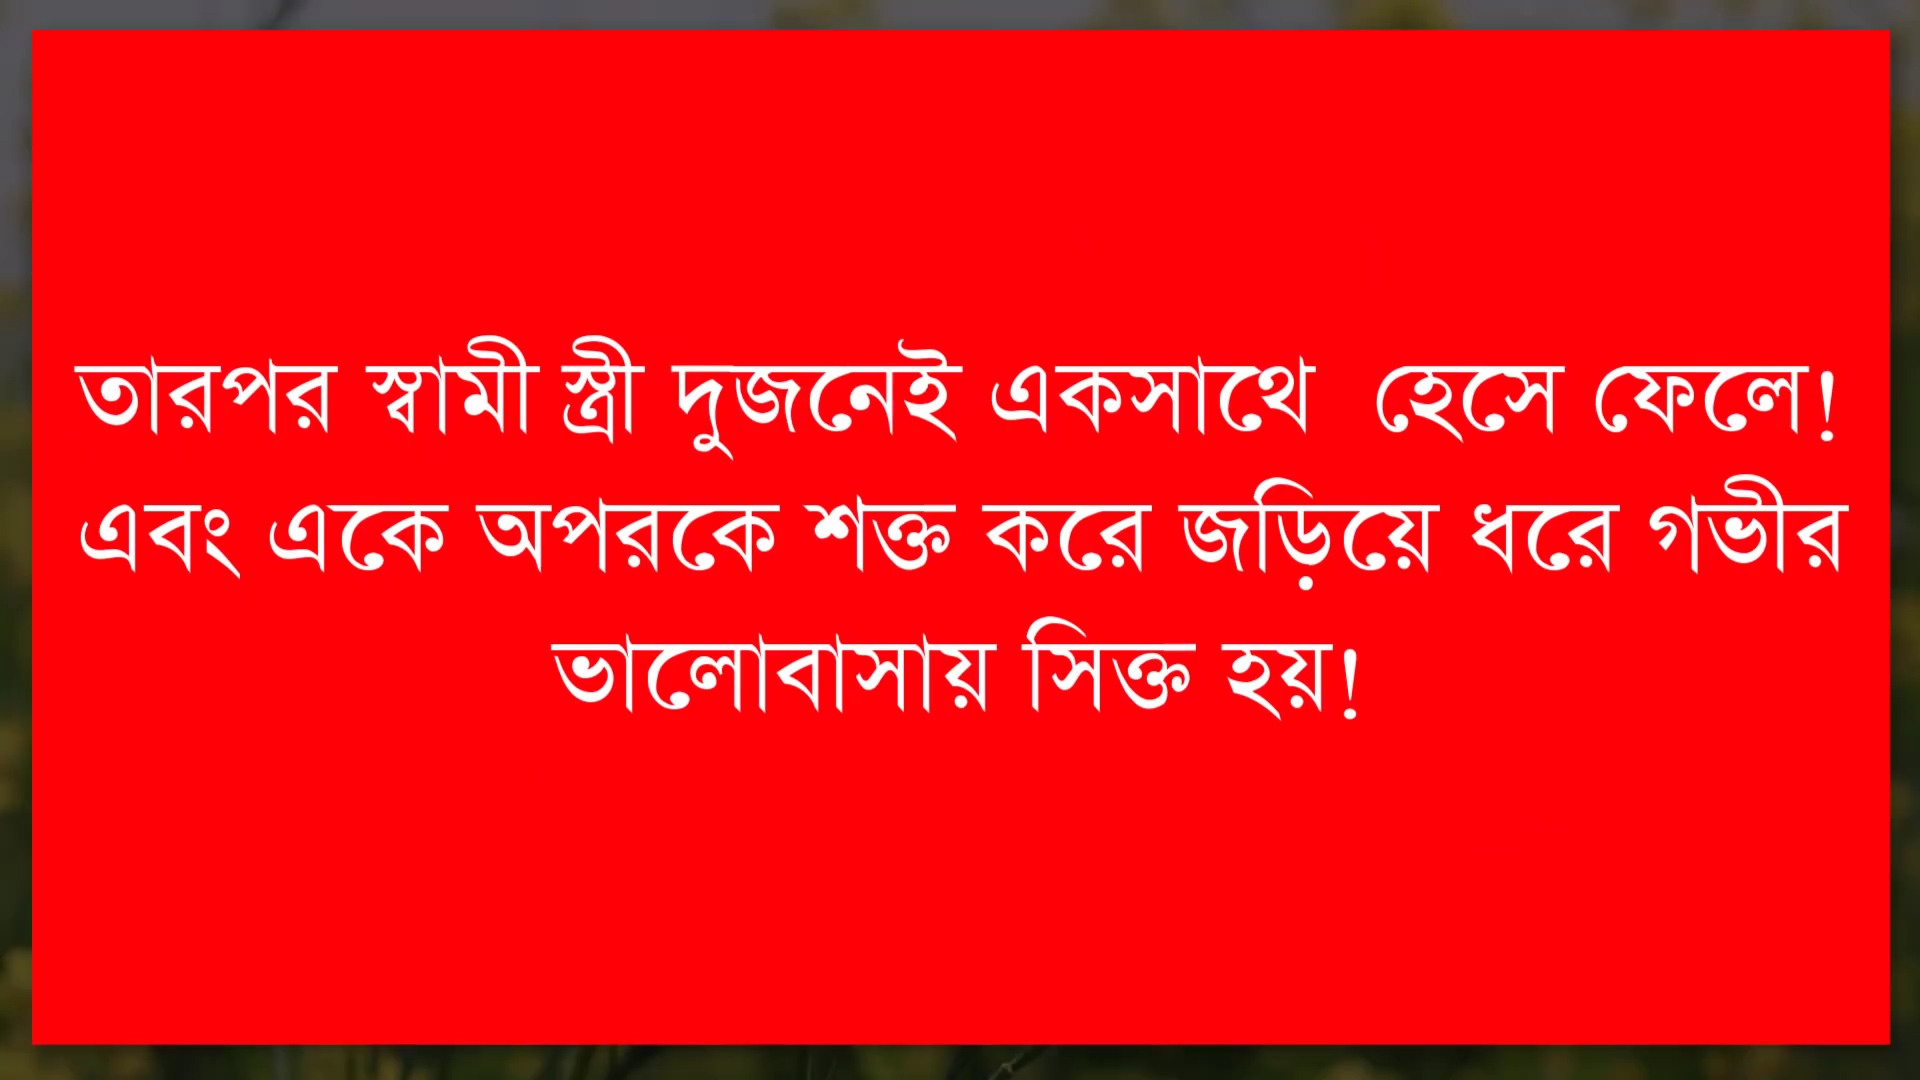 তারপর স্বামী স্ত্রী দুজনেই একসাথে  হেসে ফেলে!
এবং একে অপরকে শক্ত করে জড়িয়ে ধরে গভীর
ভালোবাসায় সিক্ত হয়!